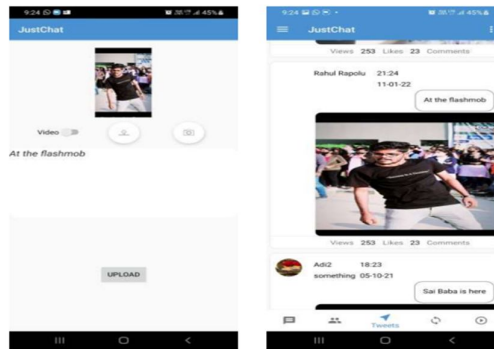 9:24
45%
JustChat
Video
At the flashmob
UPLOAD
9:24
45%
JustChat
Views 253 Likes 23 Comments
Rahul Rapolu 21:24
11-01-22
At the flashmob
Views 253 Likes 23 Comments
Adi2 18:23
something 05-10-21
Sai Baba is here
Tweets